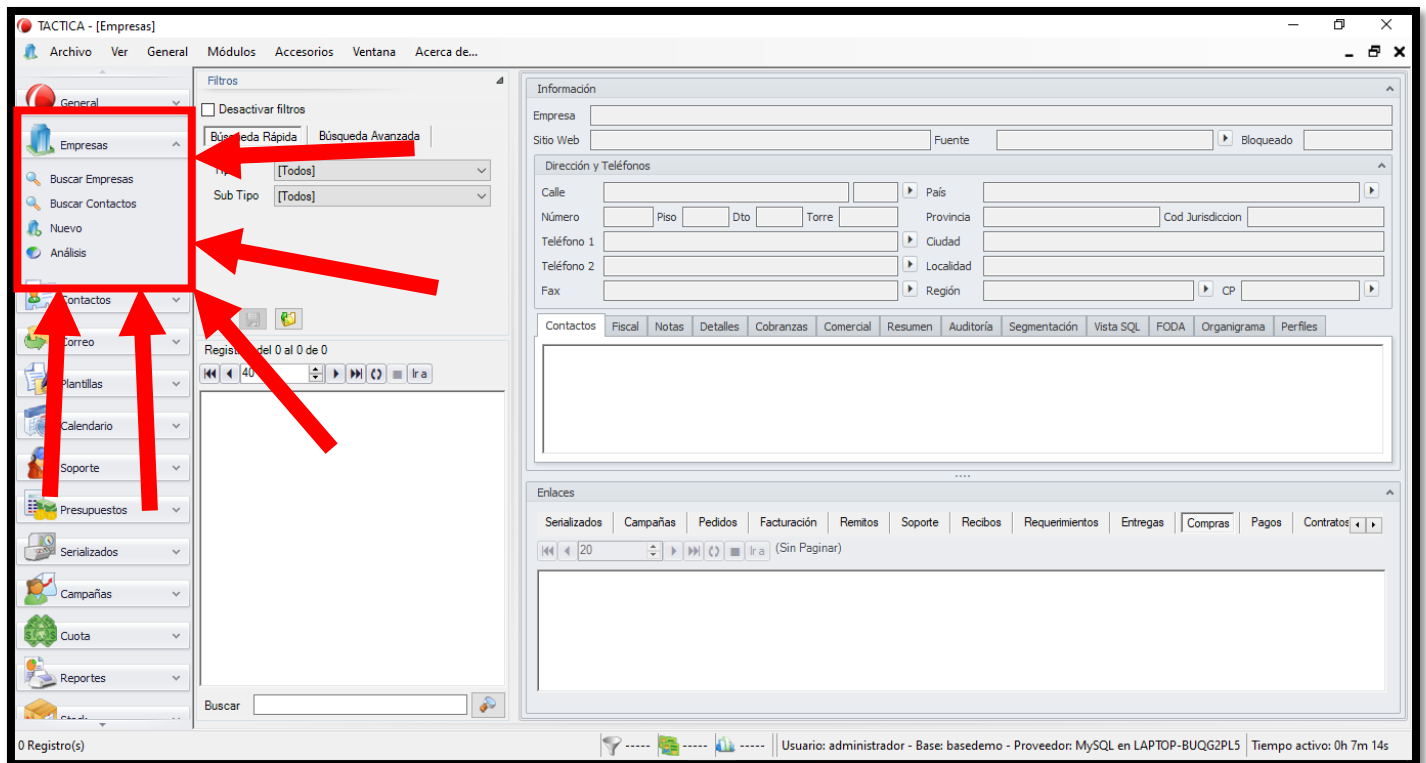 TACTICA - [Empresas]
Archivo Ver General Módulos Accesorios Ventana Acerca de...
General
Empresas
Buscar Empresas
Buscar Contactos
Nuevo
Análisis
Contactos
Correo
Plantillas
Calendario
Soporte
Presupuestos
Serializados
Campañas
Cuota
Reportes
Filtros
Desactivar filtros
Búsqueda Rápida Búsqueda Avanzada
[Todos]
Sub Tipo [Todos]
del 0 al 0 de 0
40 Ir a
Buscar
Información
Empresa
Sitio Web Fuente Bloqueado
Dirección y Teléfonos
Calle País
Número Piso Dto Torre Provincia Cod Jurisdiccion
Teléfono 1 Ciudad
Teléfono 2 Localidad
Fax Región CP
Contactos Fiscal Notas Detalles Cobranzas Comercial Resumen Auditoría Segmentación Vista SQL FODA Organigrama Perfiles
Enlaces
Serializados Campañas Pedidos Facturación Remitos Soporte Recibos Requerimientos Entregas Compras Pagos Contratos
20 Ir a (Sin Paginar)
0 Registro(s) ----- ----- ----- Usuario: administrador - Base: basedemo - Proveedor: MySQL en LAPTOP-BUQG2PL5 Tiempo activo: 0h 7m 14s